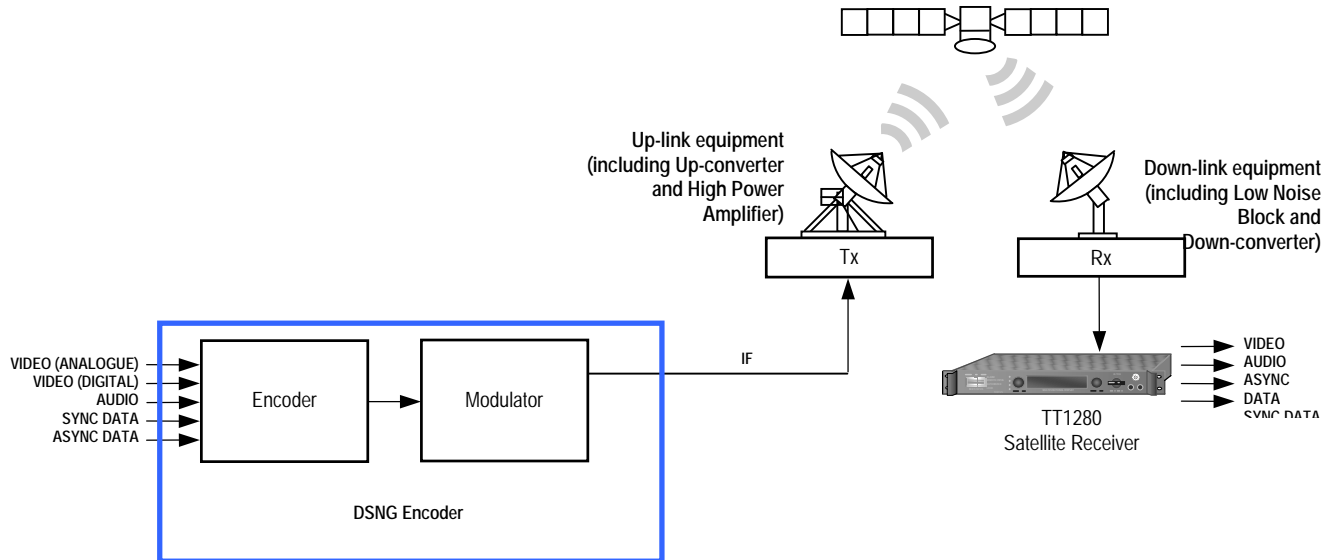 Up-link equipment
(including Up-converter
and High Power
Amplifier)
Down-link equipment
(including Low Noise
Block and
Down-converter)
Tx
Rx
VIDEO (ANALOGUE)
VIDEO (DIGITAL)
AUDIO
SYNC DATA
ASYNC DATA
Encoder
Modulator
IF
DSNG Encoder
VIDEO
AUDIO
ASYNC
DATA
SYNC DATA
TT1280
Satellite Receiver